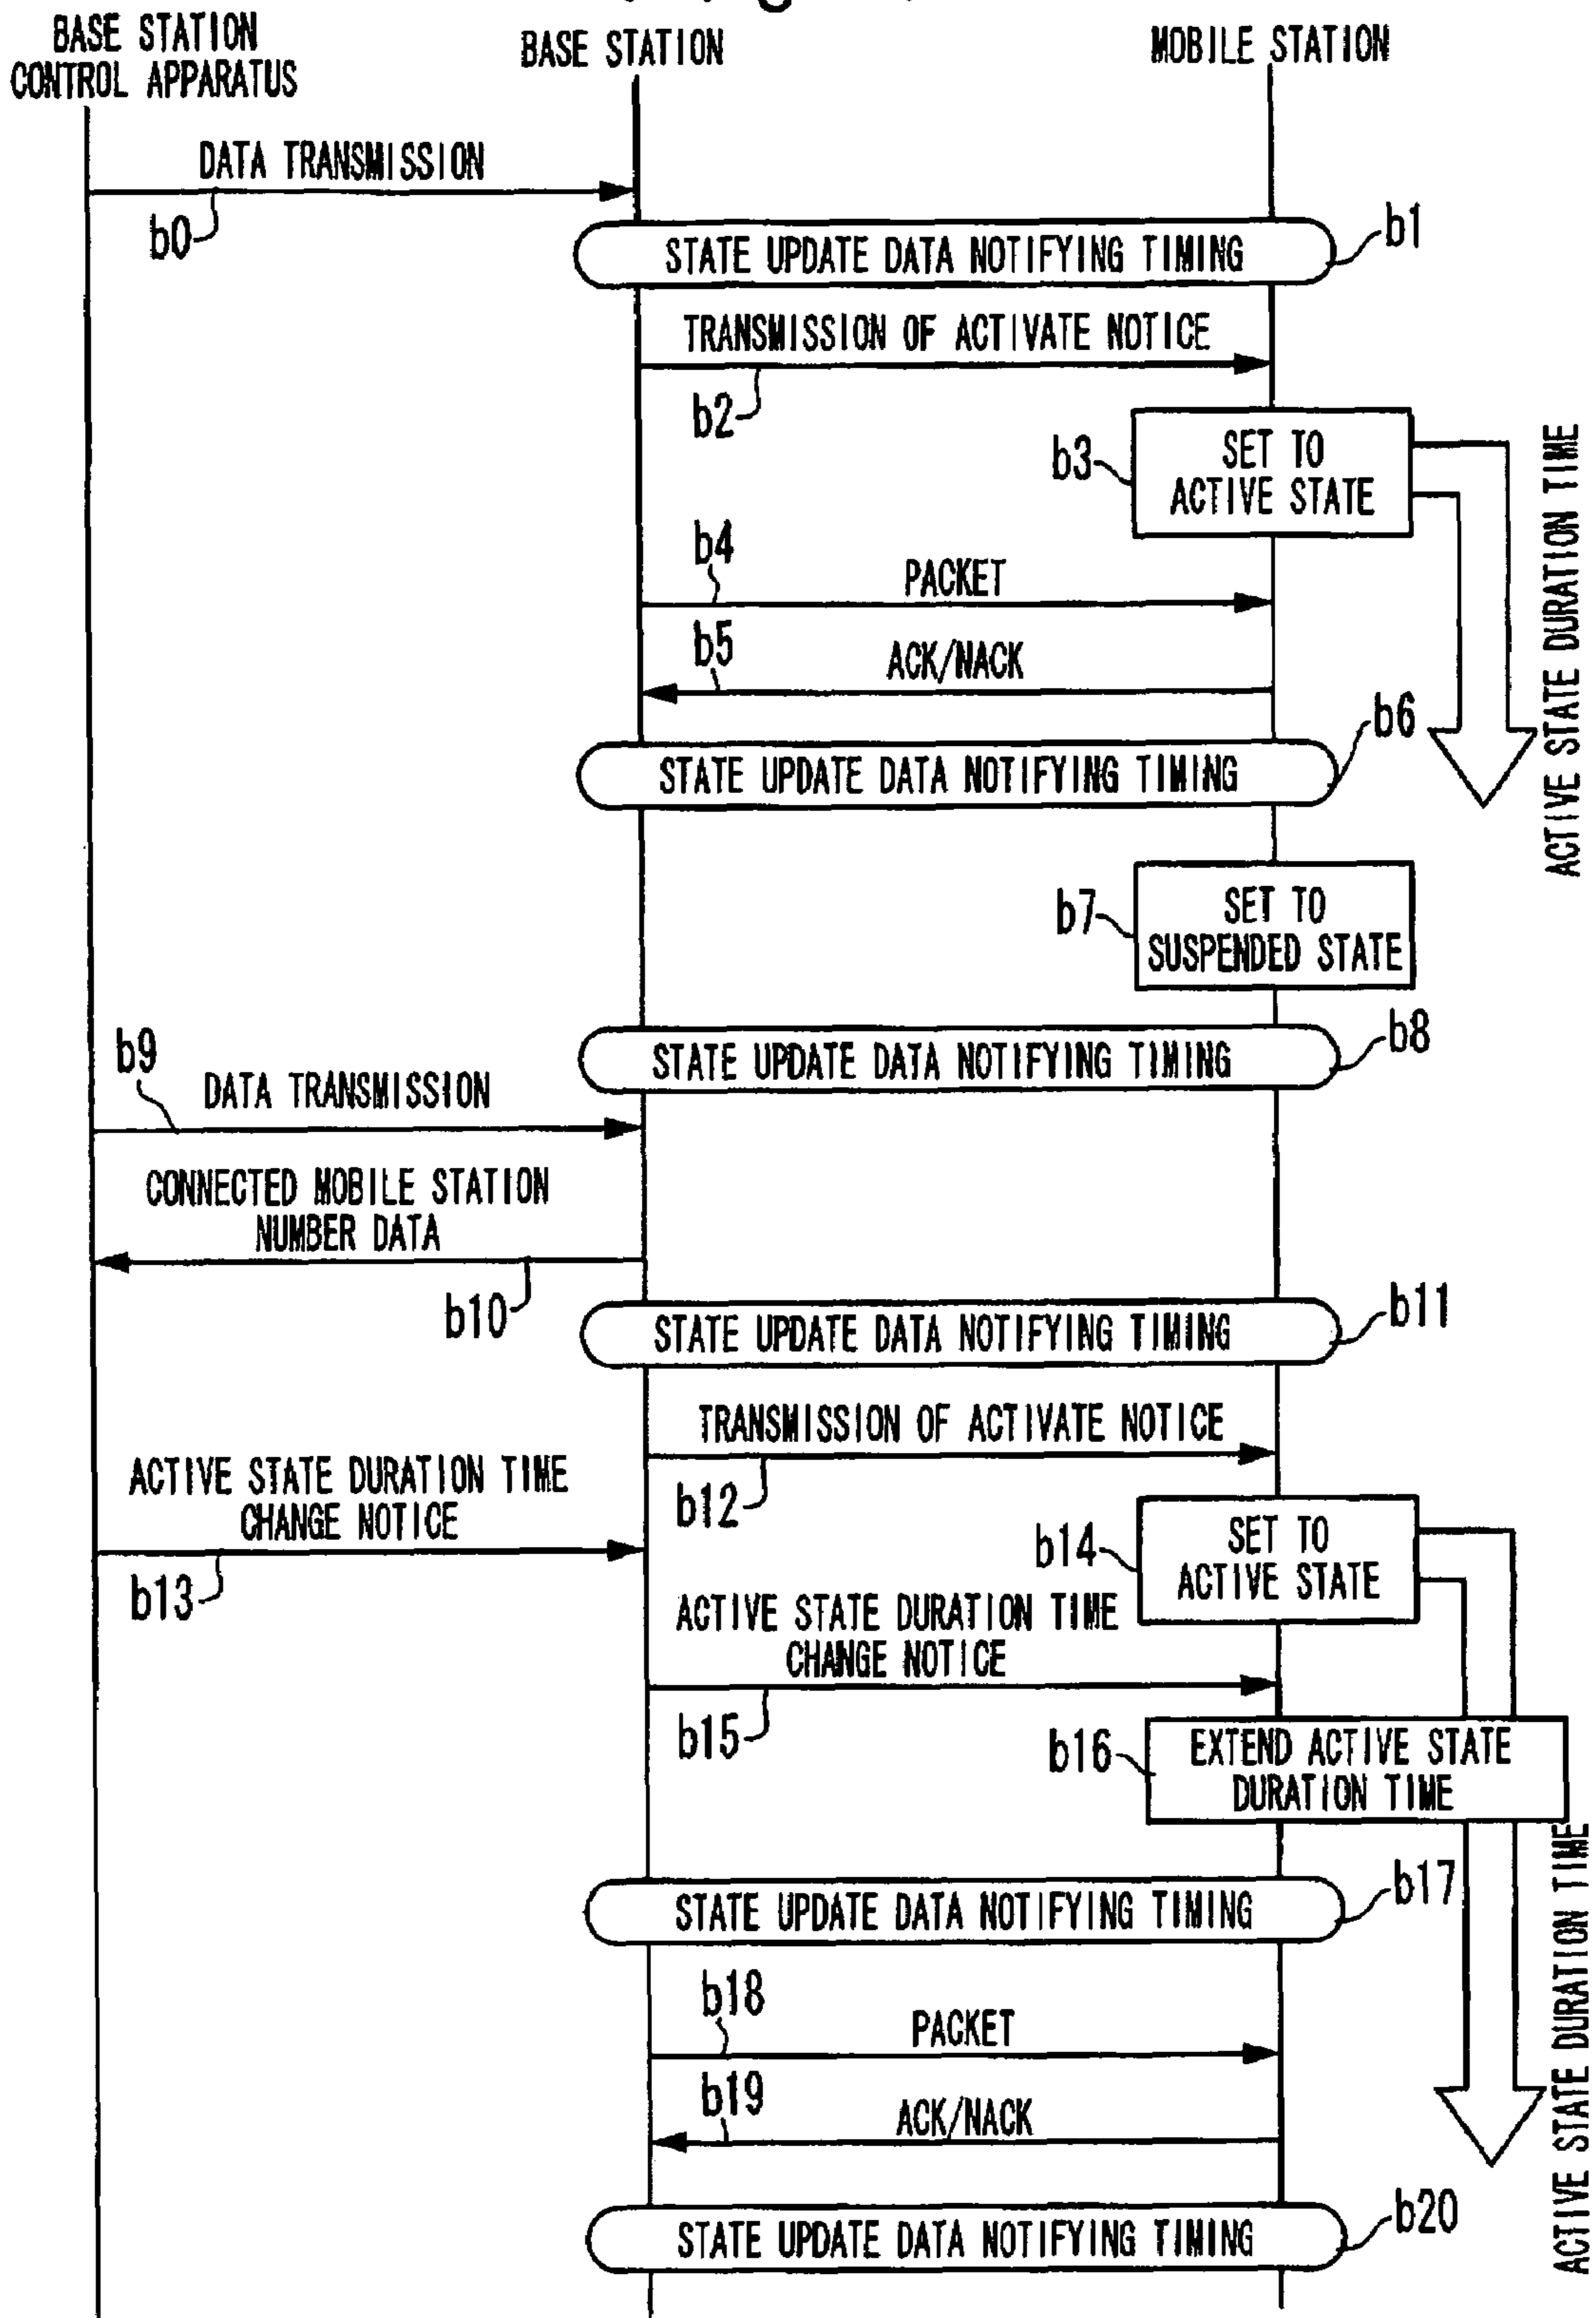 BASE STATION
CONTROL APPARATUS
BASE STATION
MOBILE STATION
DATA TRANSMISSION
b0
STATE UPDATE DATA NOTIFYING TIMING
b1
TRANSMISSION OF ACTIVATE NOTICE
b2
b3
SET TO
ACTIVE STATE
ACTIVE STATE DURATION TIME
b4
PACKET
b5
ACK/NACK
b6
STATE UPDATE DATA NOTIFYING TIMING
b7
SET TO
SUSPENDED STATE
b8
STATE UPDATE DATA NOTIFYING TIMING
b9
DATA TRANSMISSION
CONNECTED MOBILE STATION
NUMBER DATA
b10
b11
STATE UPDATE DATA NOTIFYING TIMING
TRANSMISSION OF ACTIVATE NOTICE
b12
ACTIVE STATE DURATION TIME
CHANGE NOTICE
b13
b14
SET TO
ACTIVE STATE
ACTIVE STATE DURATION TIME
CHANGE NOTICE
b15
b16
EXTEND ACTIVE STATE
DURATION TIME
ACTIVE STATE DURATION TIME
b17
STATE UPDATE DATA NOTIFYING TIMING
b18
PACKET
b19
ACK/NACK
b20
STATE UPDATE DATA NOTIFYING TIMING